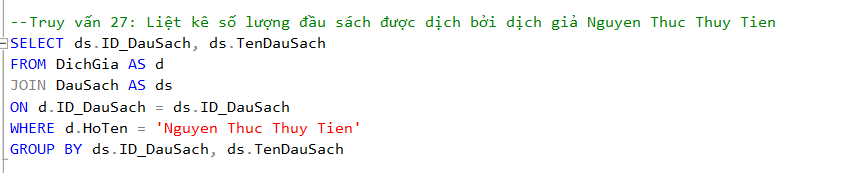 --Truy vấn 27: Liệt kê số lượng đầu sách được dịch bởi dịch giả Nguyen Thuc Thuy Tien
SELECT ds.ID_DauSach, ds.TenDauSach
FROM DichGia AS d
JOIN DauSach AS ds
ON d.ID_DauSach = ds.ID_DauSach
WHERE d.HoTen = 'Nguyen Thuc Thuy Tien'
GROUP BY ds.ID_DauSach, ds.TenDauSach